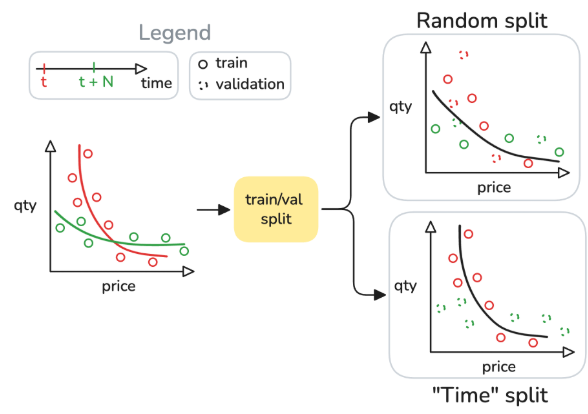 Legend
t
t + N
time
train
validation
qty
price
train/val
split
Random split
qty
price
qty
price
"Time" split